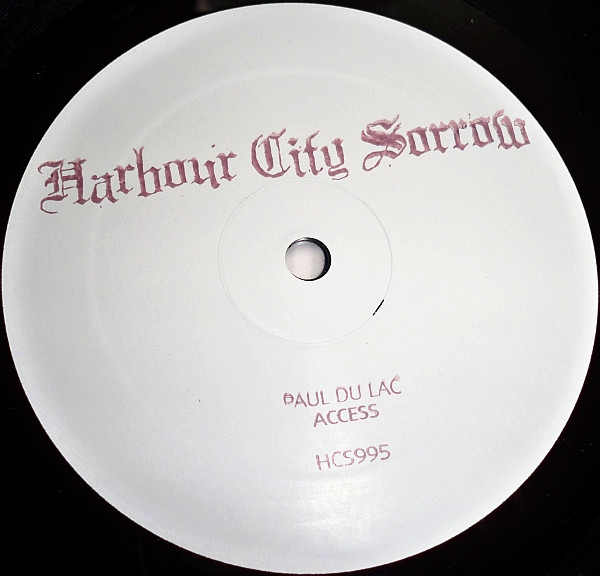 Harbour City Sorrow
PAUL DU LAC
ACCESS
HCS995